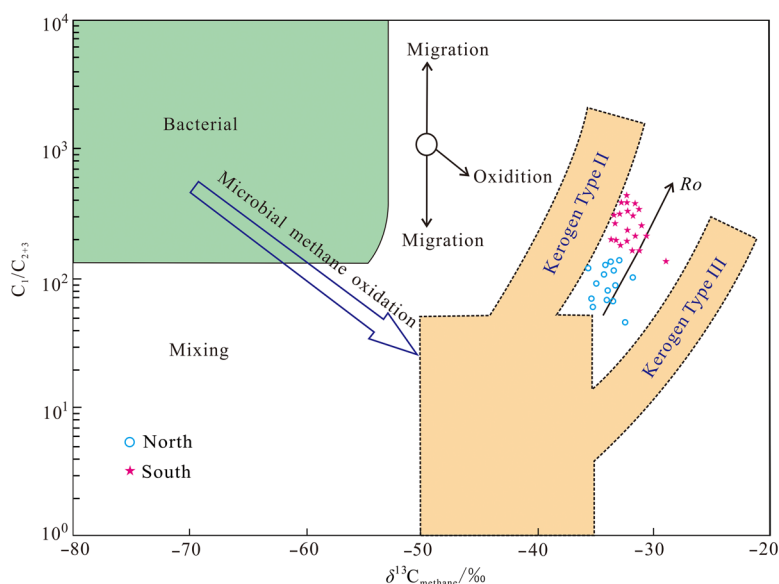 10⁴
10³
10²
10¹
10⁰
C₁/C₂₊₃
Bacterial
Migration
Oxidition
Migration
Microbial methane oxidation
Mixing
Kerogen Type II
Ro
Kerogen Type III
North
South
−80
−70
−60
−50
−40
−30
−20
δ¹³Cmethane/‰